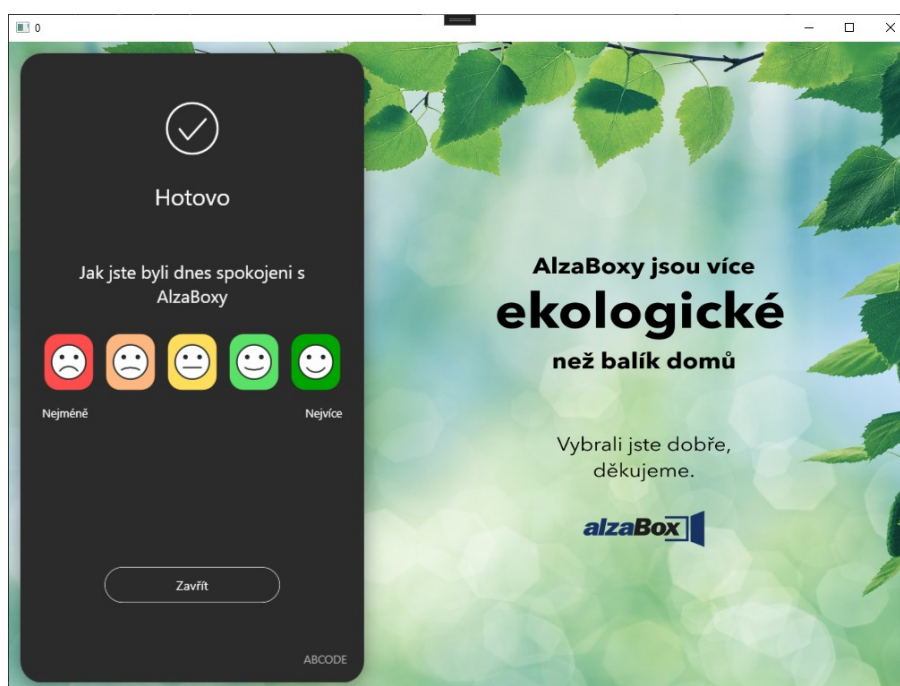 0
Hotovo
Jak jste byli dnes spokojeni s
AlzaBoxy
Nejméně
Nejvíce
Zavřít
ABCODE
AlzaBoxy jsou více
ekologické
než balík domů
Vybrali jste dobře,
děkujeme.
alzaBox